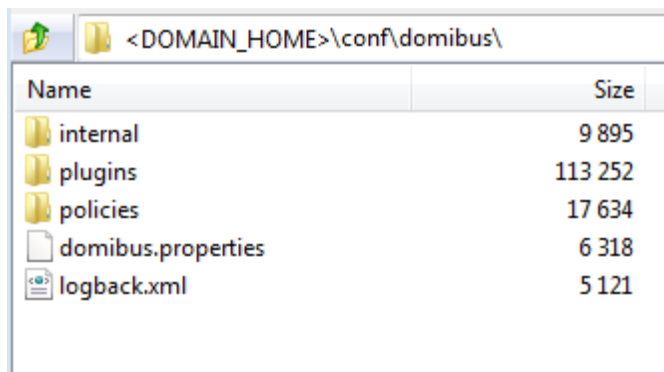 <DOMAIN_HOME>\conf\domibus\
Name Size
internal 9 895
plugins 113 252
policies 17 634
domibus.properties 6 318
logback.xml 5 121